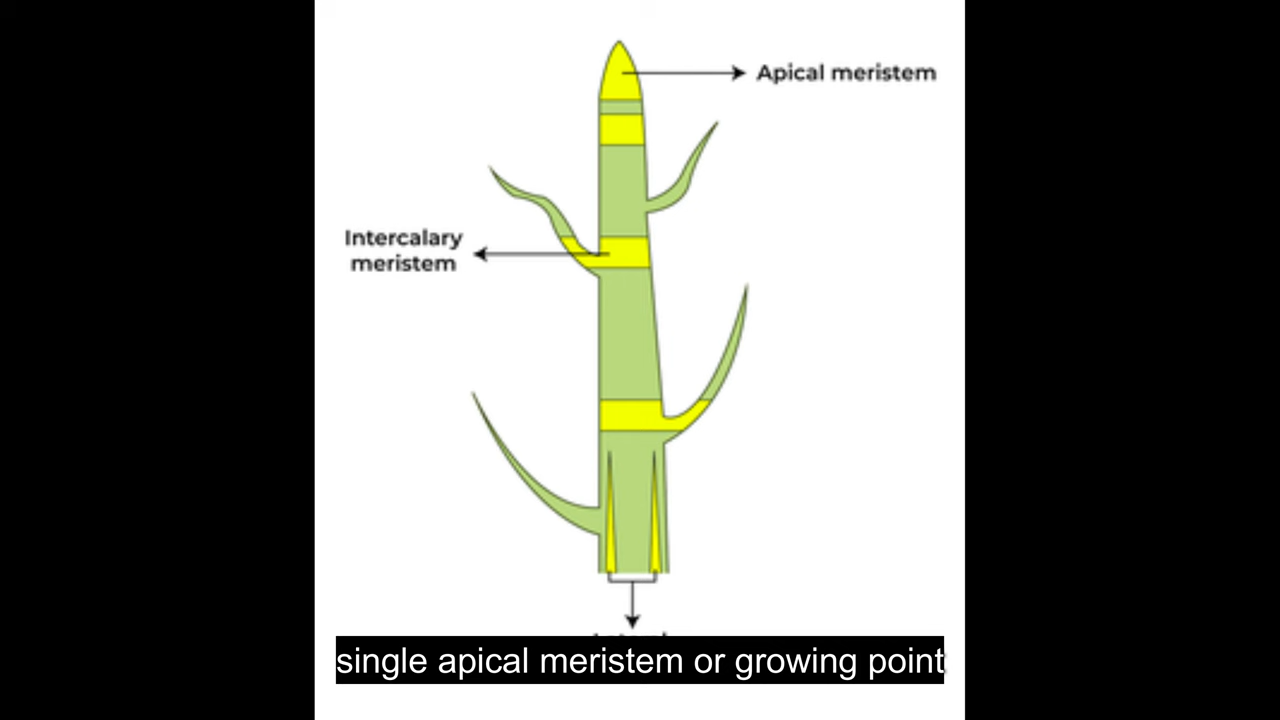 Apical meristem
Intercalary
meristem
single apical meristem or growing point